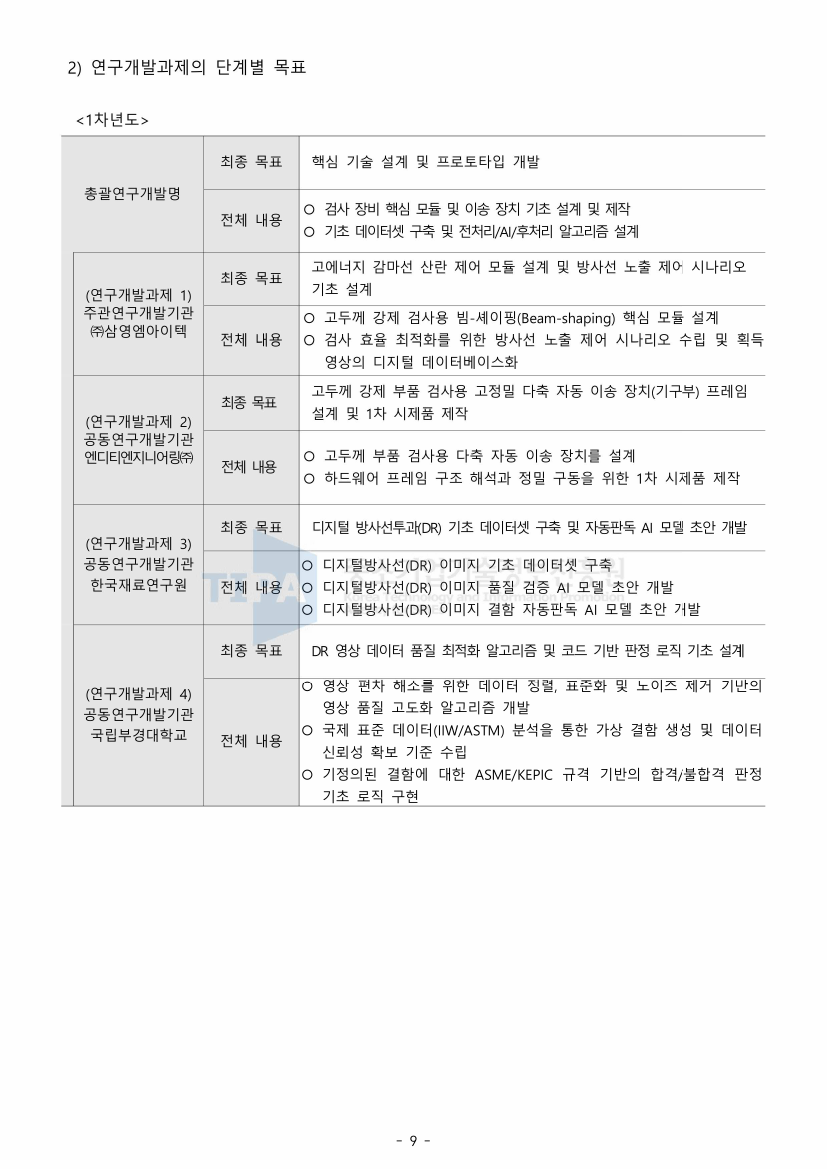 2) 연구개발과제의 단계별 목표
<1차년도>
총괄연구개발명
최종 목표
핵심 기술 설계 및 프로토타입 개발
전체 내용
○ 검사 장비 핵심 모듈 및 이송 장치 기초 설계 및 제작
○ 기초 데이터셋 구축 및 전처리/AI/후처리 알고리즘 설계
(연구개발과제 1)
주관연구개발기관
㈜삼영엠아이텍
최종 목표
고에너지 감마선 산란 제어 모듈 설계 및 방사선 노출 제어 시나리오
기초 설계
전체 내용
○ 고두께 강제 검사용 빔-셰이핑(Beam-shaping) 핵심 모듈 설계
○ 검사 효율 최적화를 위한 방사선 노출 제어 시나리오 수립 및 획득
영상의 디지털 데이터베이스화
(연구개발과제 2)
공동연구개발기관
엔디티엔지니어링㈜
최종 목표
고두께 강제 부품 검사용 고정밀 다축 자동 이송 장치(기구부) 프레임
설계 및 1차 시제품 제작
전체 내용
○ 고두께 부품 검사용 다축 자동 이송 장치를 설계
○ 하드웨어 프레임 구조 해석과 정밀 구동을 위한 1차 시제품 제작
(연구개발과제 3)
공동연구개발기관
한국재료연구원
최종 목표
디지털 방사선투과(DR) 기초 데이터셋 구축 및 자동판독 AI 모델 초안 개발
전체 내용
○ 디지털방사선(DR) 이미지 기초 데이터셋 구축
○ 디지털방사선(DR) 이미지 품질 검증 AI 모델 초안 개발
○ 디지털방사선(DR) 이미지 결함 자동판독 AI 모델 초안 개발
TIPA
Korea Technology and Information Promotion
(연구개발과제 4)
공동연구개발기관
국립부경대학교
최종 목표
DR 영상 데이터 품질 최적화 알고리즘 및 코드 기반 판정 로직 기초 설계
전체 내용
○ 영상 편차 해소를 위한 데이터 정렬, 표준화 및 노이즈 제거 기반의
영상 품질 고도화 알고리즘 개발
○ 국제 표준 데이터(IIW/ASTM) 분석을 통한 가상 결함 생성 및 데이터
신뢰성 확보 기준 수립
○ 기정의된 결함에 대한 ASME/KEPIC 규격 기반의 합격/불합격 판정
기초 로직 구현
- 9 -